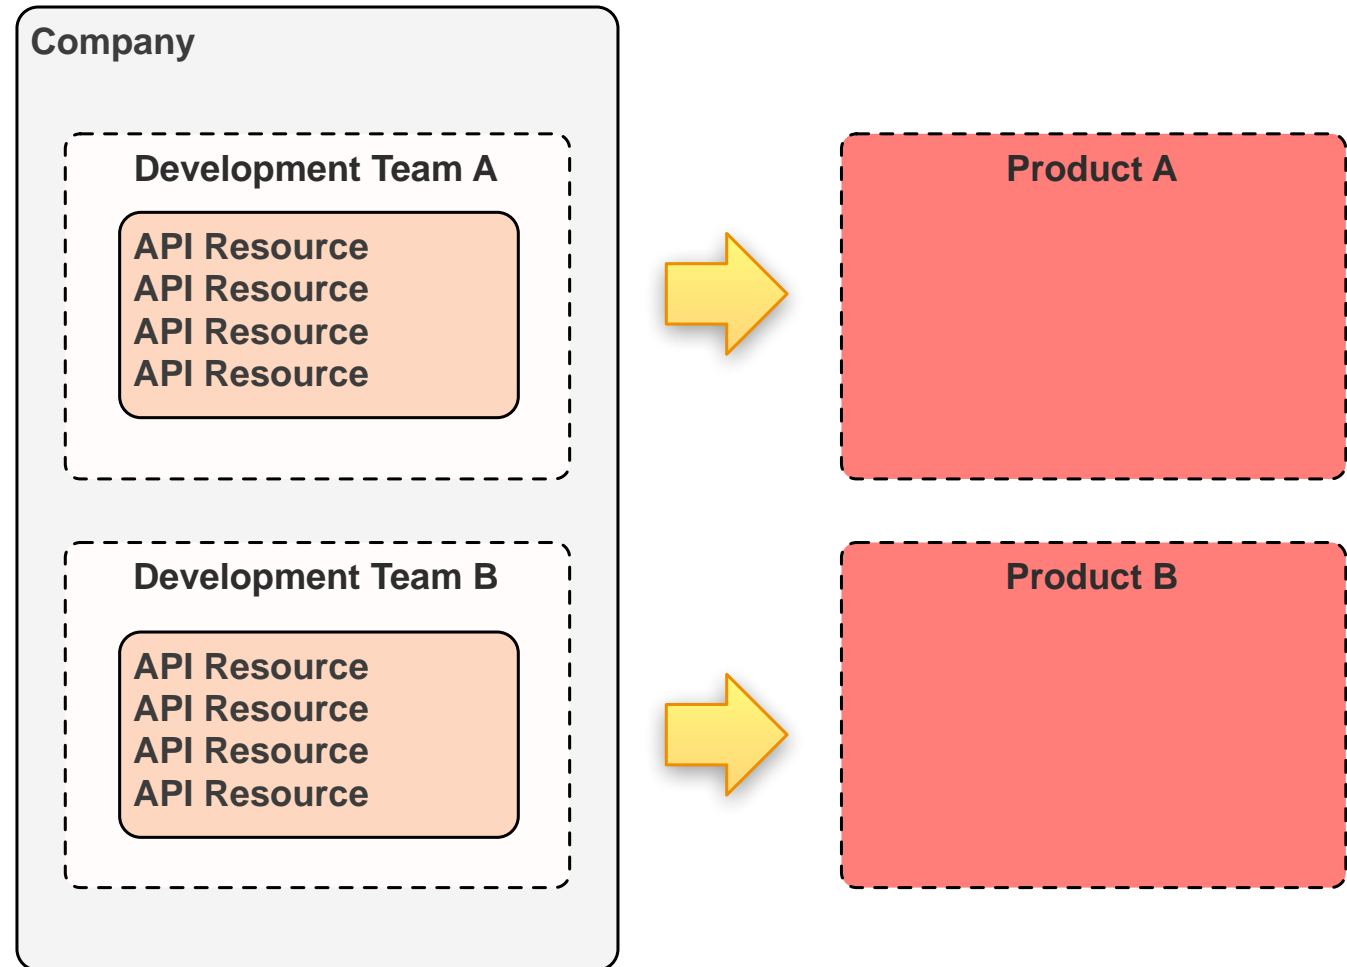 Company
Development Team A
API Resource
API Resource
API Resource
API Resource
Product A
Development Team B
API Resource
API Resource
API Resource
API Resource
Product B